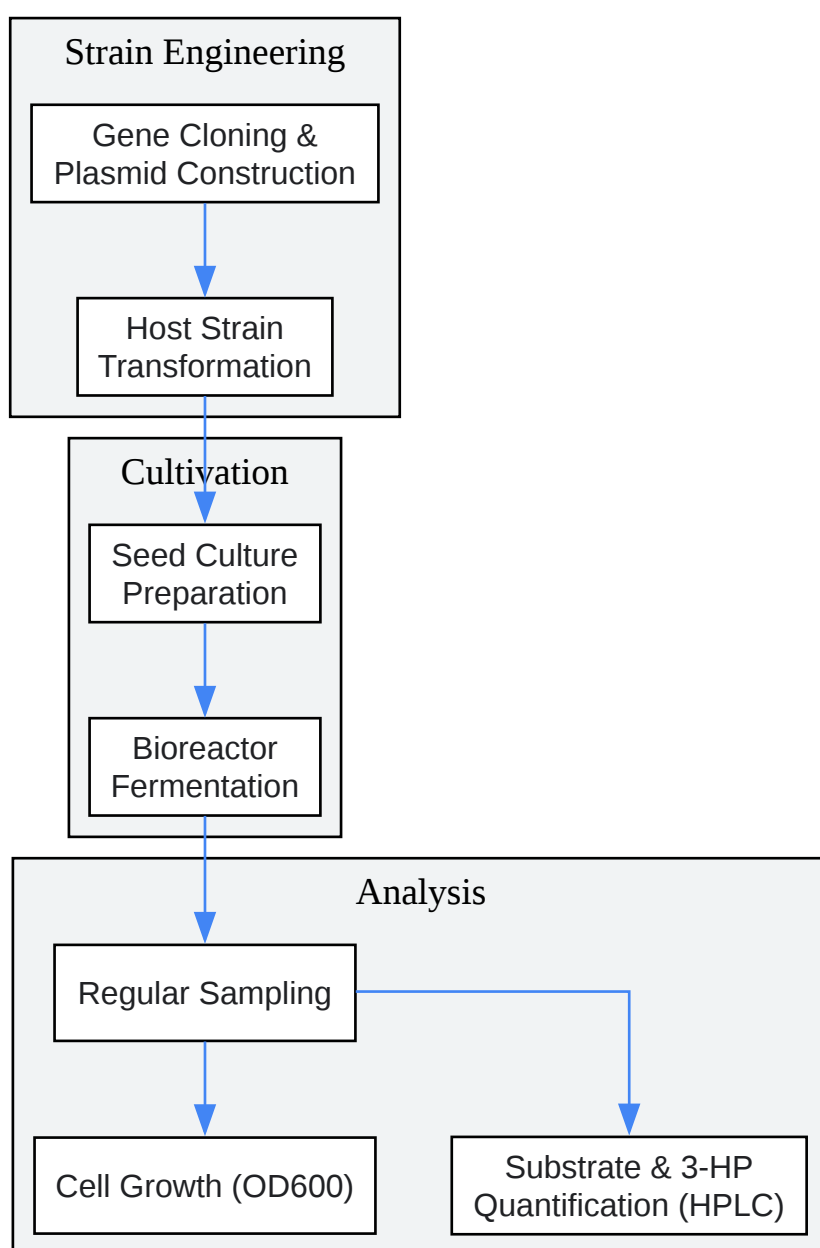 Strain Engineering
Gene Cloning &
Plasmid Construction
Host Strain
Transformation
Cultivation
Seed Culture
Preparation
Bioreactor
Fermentation
Analysis
Regular Sampling
Cell Growth (OD600)
Substrate & 3-HP
Quantification (HPLC)